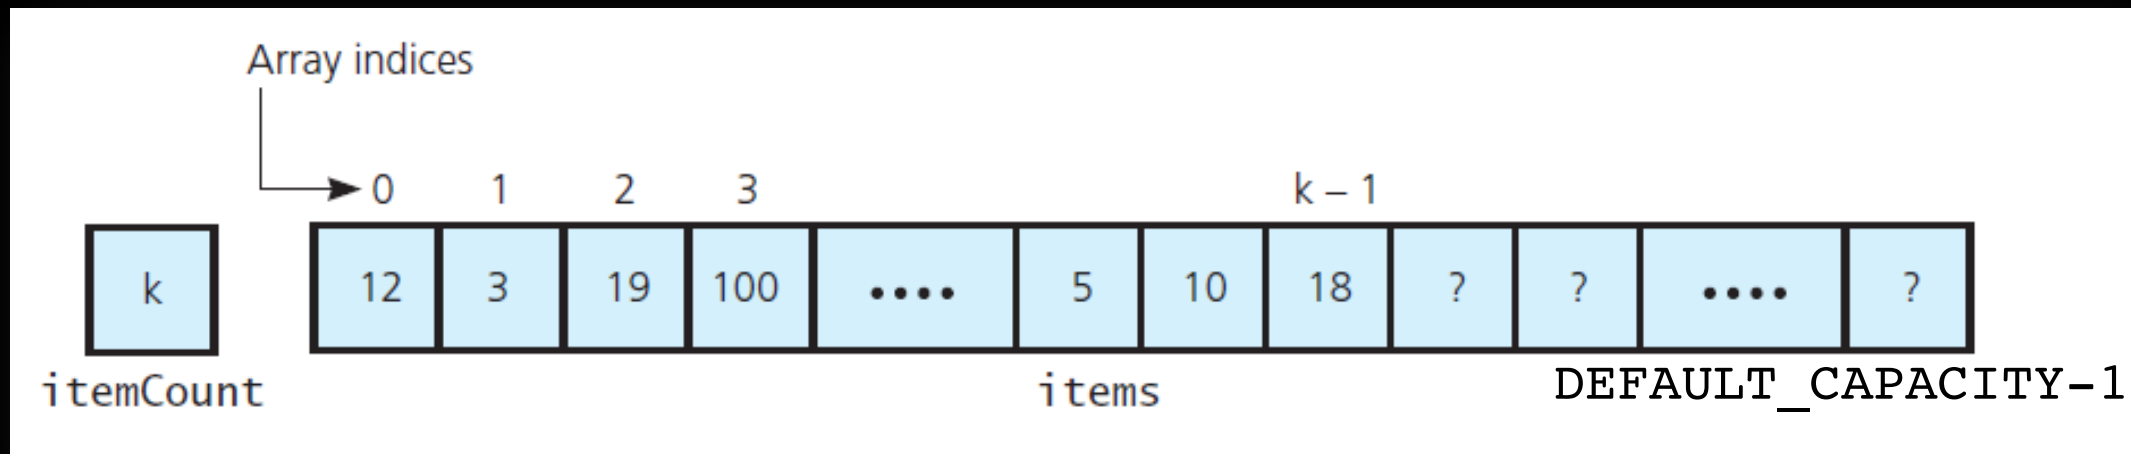 Array indices
0 1 2 3 k – 1
k 12 3 19 100 •••• 5 10 18 ? ? •••• ?
itemCount items DEFAULT_CAPACITY-1